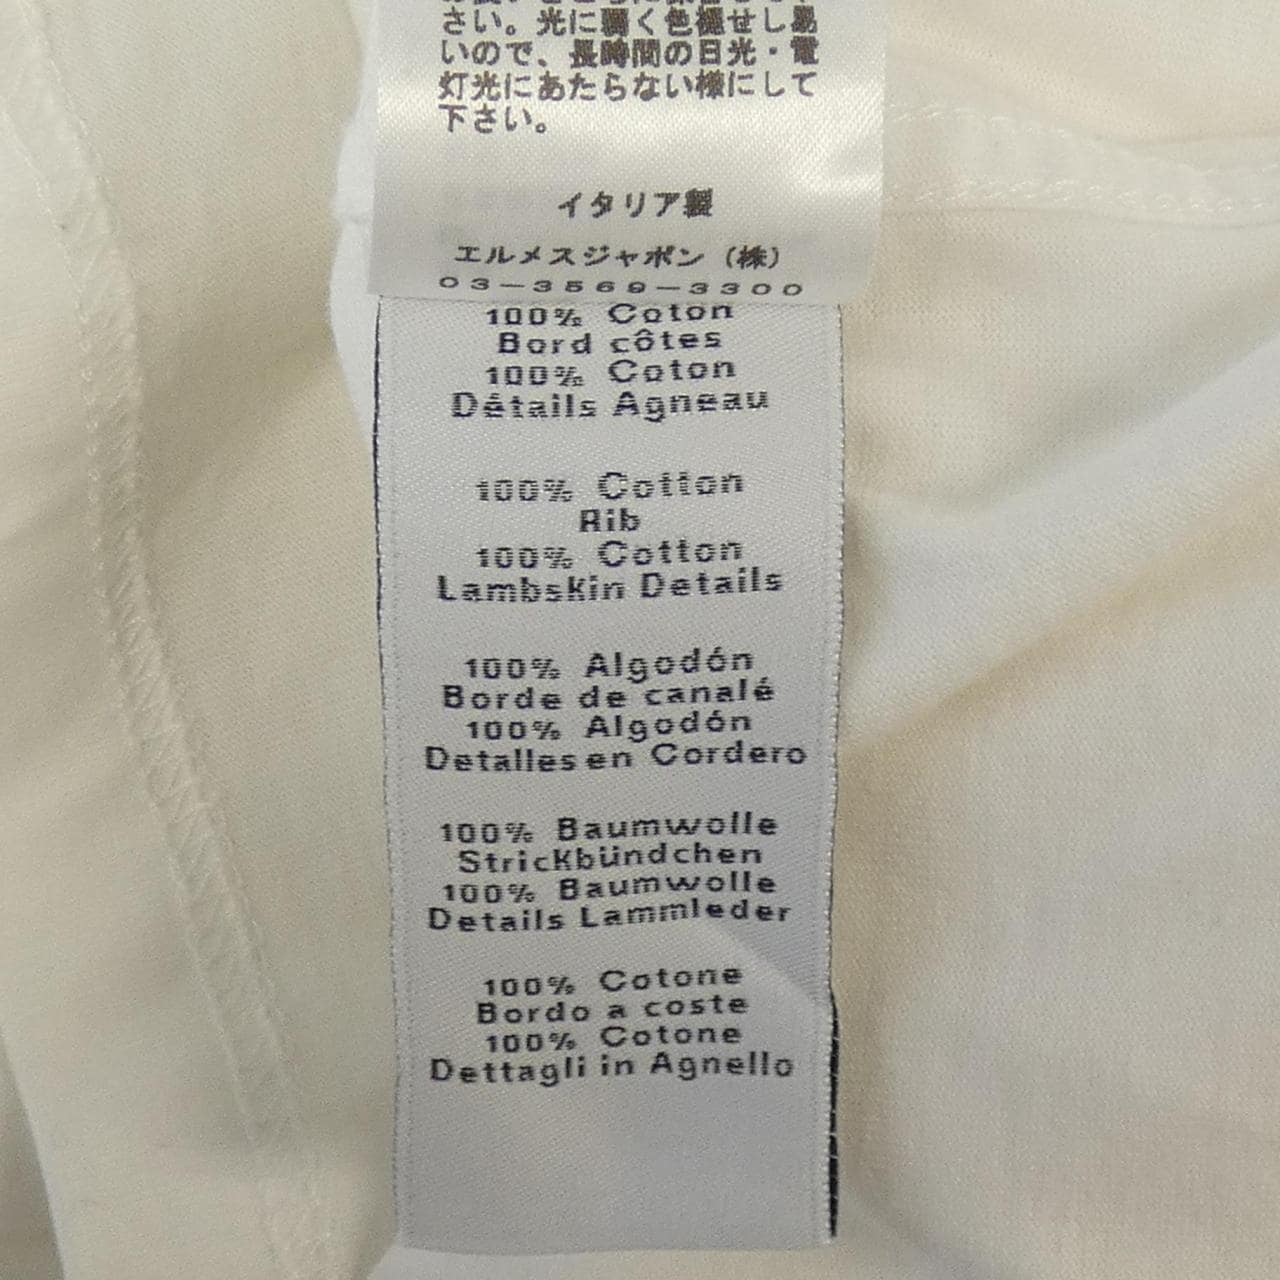 さい。光に弱く色褪せし易
いので、長時間の日光・電
灯光にあたらない様にして
下さい。
イタリア製
エルメスジャポン（株）
03-3569-3300
100% Coton
Bord côtes
100% Coton
Détails Agneau
100% Cotton
Rib
100% Cotton
Lambskin Details
100% Algodón
Borde de canalé
100% Algodón
Detalles en Cordero
100% Baumwolle
Strickbündchen
100% Baumwolle
Details Lammleder
100% Cotone
Bordo a coste
100% Cotone
Dettagli in Agnello